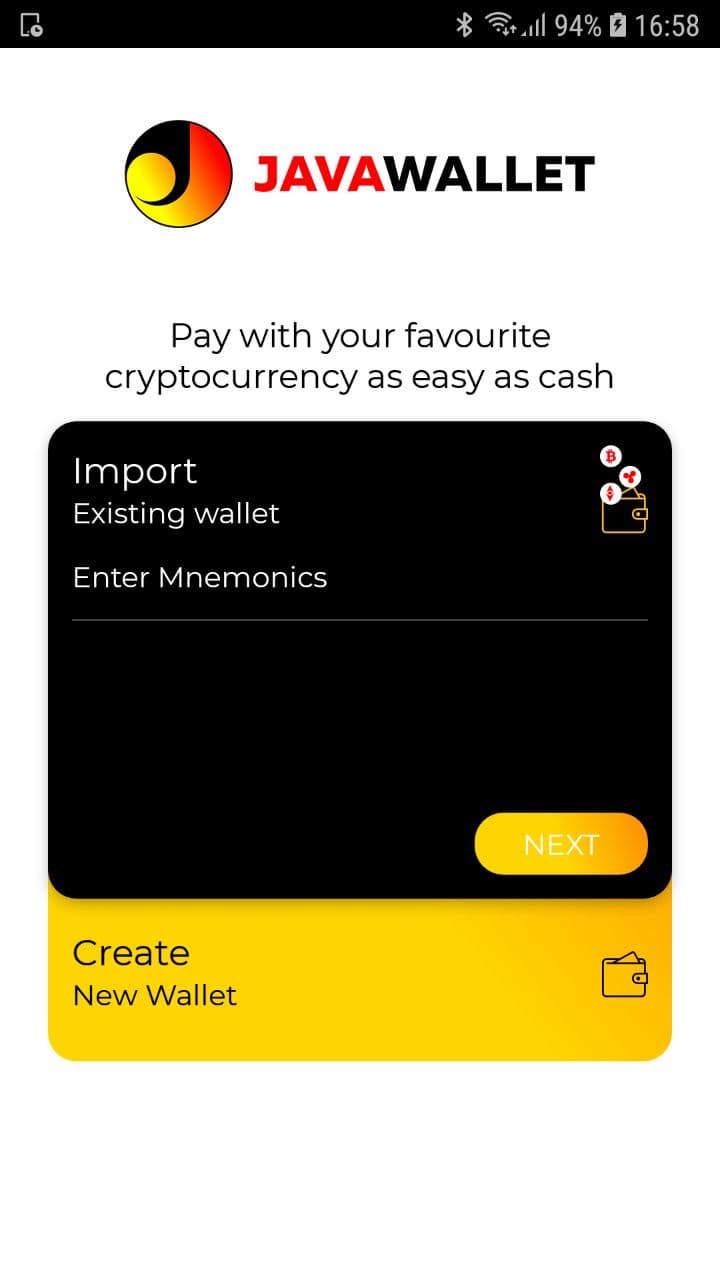 94% 16:58
JAVAWALLET
Pay with your favourite
cryptocurrency as easy as cash
Import
Existing wallet
Enter Mnemonics
NEXT
Create
New Wallet